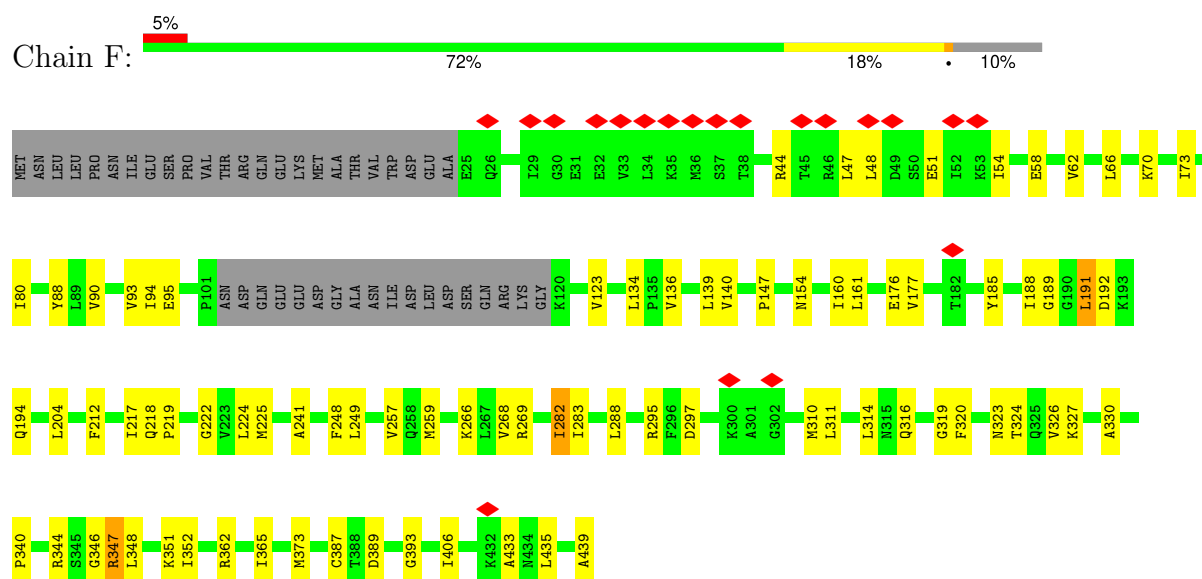 5%
Chain F:
72% 18% • 10%
MET ASN LEU LEU PRO ASN ILE GLU SER PRO VAL THR ARG GLN GLU LYS MET ALA THR VAL TRP ASP GLU ALA E25 Q26 I29 G30 E31 E32 V33 L34 K35 M36 S37 T38 R44 T45 R46 L47 L48 D49 S50 E51 I52 K53 I54 E58 V62 L66 K70 I73
I80 Y88 L89 V90 V93 I94 E95 P101 ASN ASP GLN GLU GLU ASP GLY ALA ASN ILE ASP LEU ASP SER GLN ARG LYS GLY K120 V123 L134 P135 V136 L139 V140 P147 N154 I160 L161 E176 V177 T182 Y185 I188 G189 G190 L191 D192 K193
Q194 L204 F212 I217 Q218 P219 G222 V223 L224 M225 A241 F248 L249 V257 Q258 M259 K266 L267 V268 R269 I282 I283 L288 R295 F296 D297 K300 A301 G302 M310 L311 L314 N315 Q316 G319 F320 N323 T324 Q325 V326 K327 A330
P340 R344 S345 G346 R347 L348 K351 I352 R362 I365 M373 C387 T388 D389 G393 I406 K432 A433 N434 L435 A439